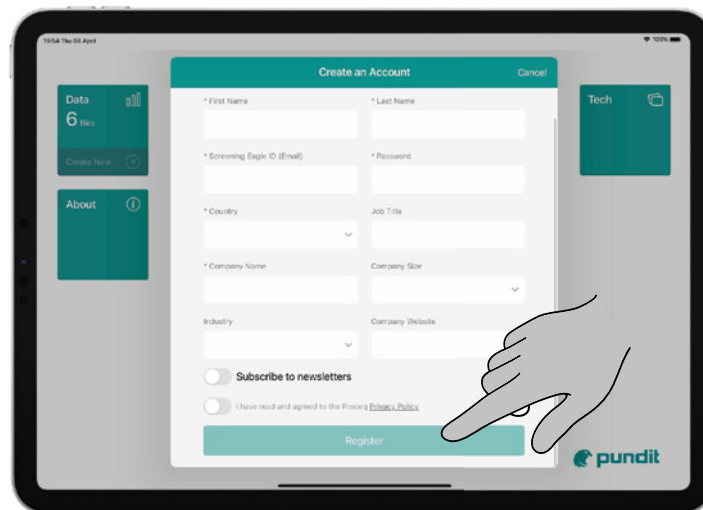 19:54 Thu 08 April
100%
Create an Account
Cancel
Data
6 files
Create New
About
Tech
* First Name
* Last Name
* Screening Eagle ID (Email)
* Password
* Country
Job Title
* Company Name
Company Size
Industry
Company Website
Subscribe to newsletters
I have read and agreed to the Proceq Privacy Policy
Register
pundit